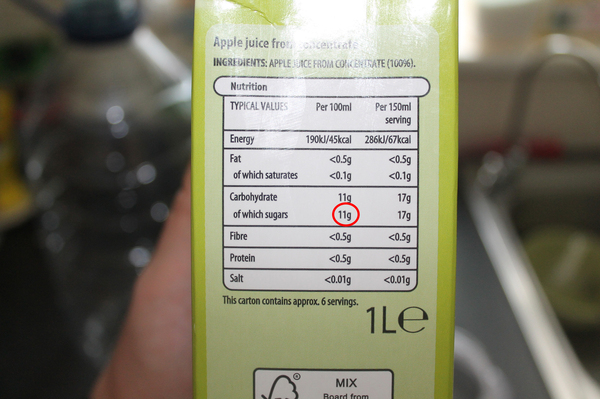 Apple juice from concentrate
INGREDIENTS: APPLE JUICE FROM CONCENTRATE (100%).
Nutrition
TYPICAL VALUES Per 100ml Per 150ml
serving
Energy 190kJ/45kcal 286kJ/67kcal
Fat <0.5g <0.5g
of which saturates <0.1g <0.1g
Carbohydrate 11g 17g
of which sugars 11g 17g
Fibre <0.5g <0.5g
Protein <0.5g <0.5g
Salt <0.01g <0.01g
This carton contains approx. 6 servings.
1L℮
®
MIX
Board from